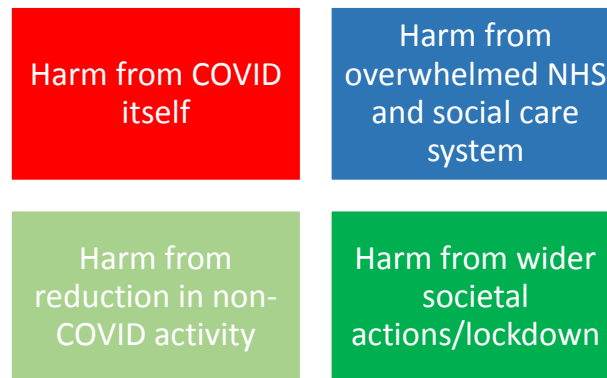 Harm from COVID
itself
Harm from
overwhelmed NHS
and social care
system
Harm from
reduction in non-
COVID activity
Harm from wider
societal
actions/lockdown